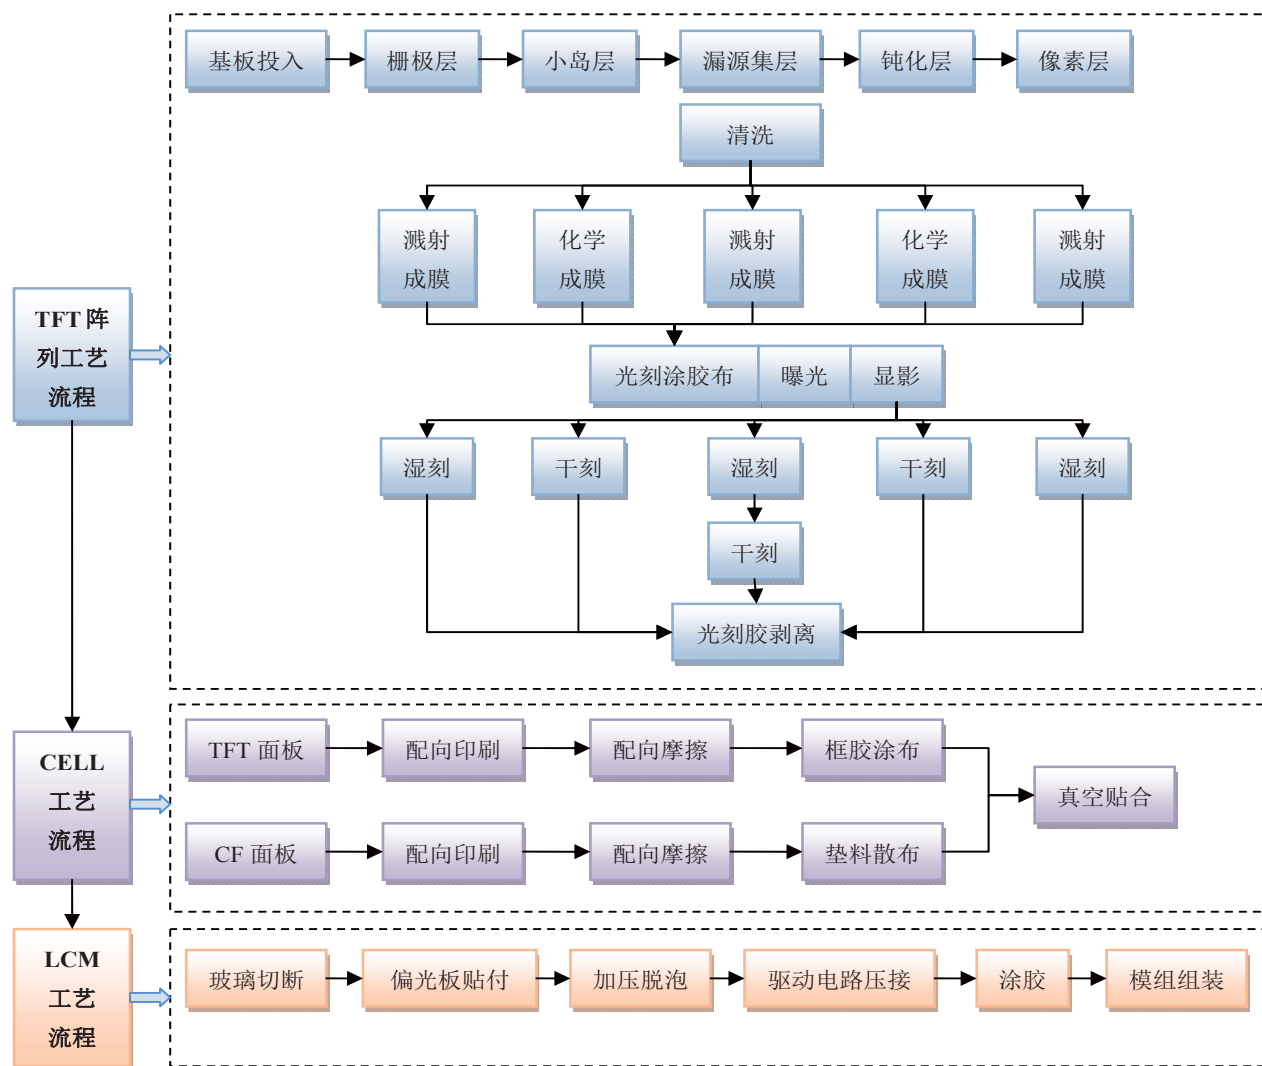 基板投入
栅极层
小岛层
漏源集层
钝化层
像素层
清洗
溅射
成膜
化学
成膜
溅射
成膜
化学
成膜
溅射
成膜
TFT 阵
列工艺
流程
光刻涂胶布
曝光
显影
湿刻
干刻
湿刻
干刻
湿刻
干刻
光刻胶剥离
CELL
工艺
流程
TFT 面板
配向印刷
配向摩擦
框胶涂布
真空贴合
CF 面板
配向印刷
配向摩擦
垫料散布
LCM
工艺
流程
玻璃切断
偏光板贴付
加压脱泡
驱动电路压接
涂胶
模组组装